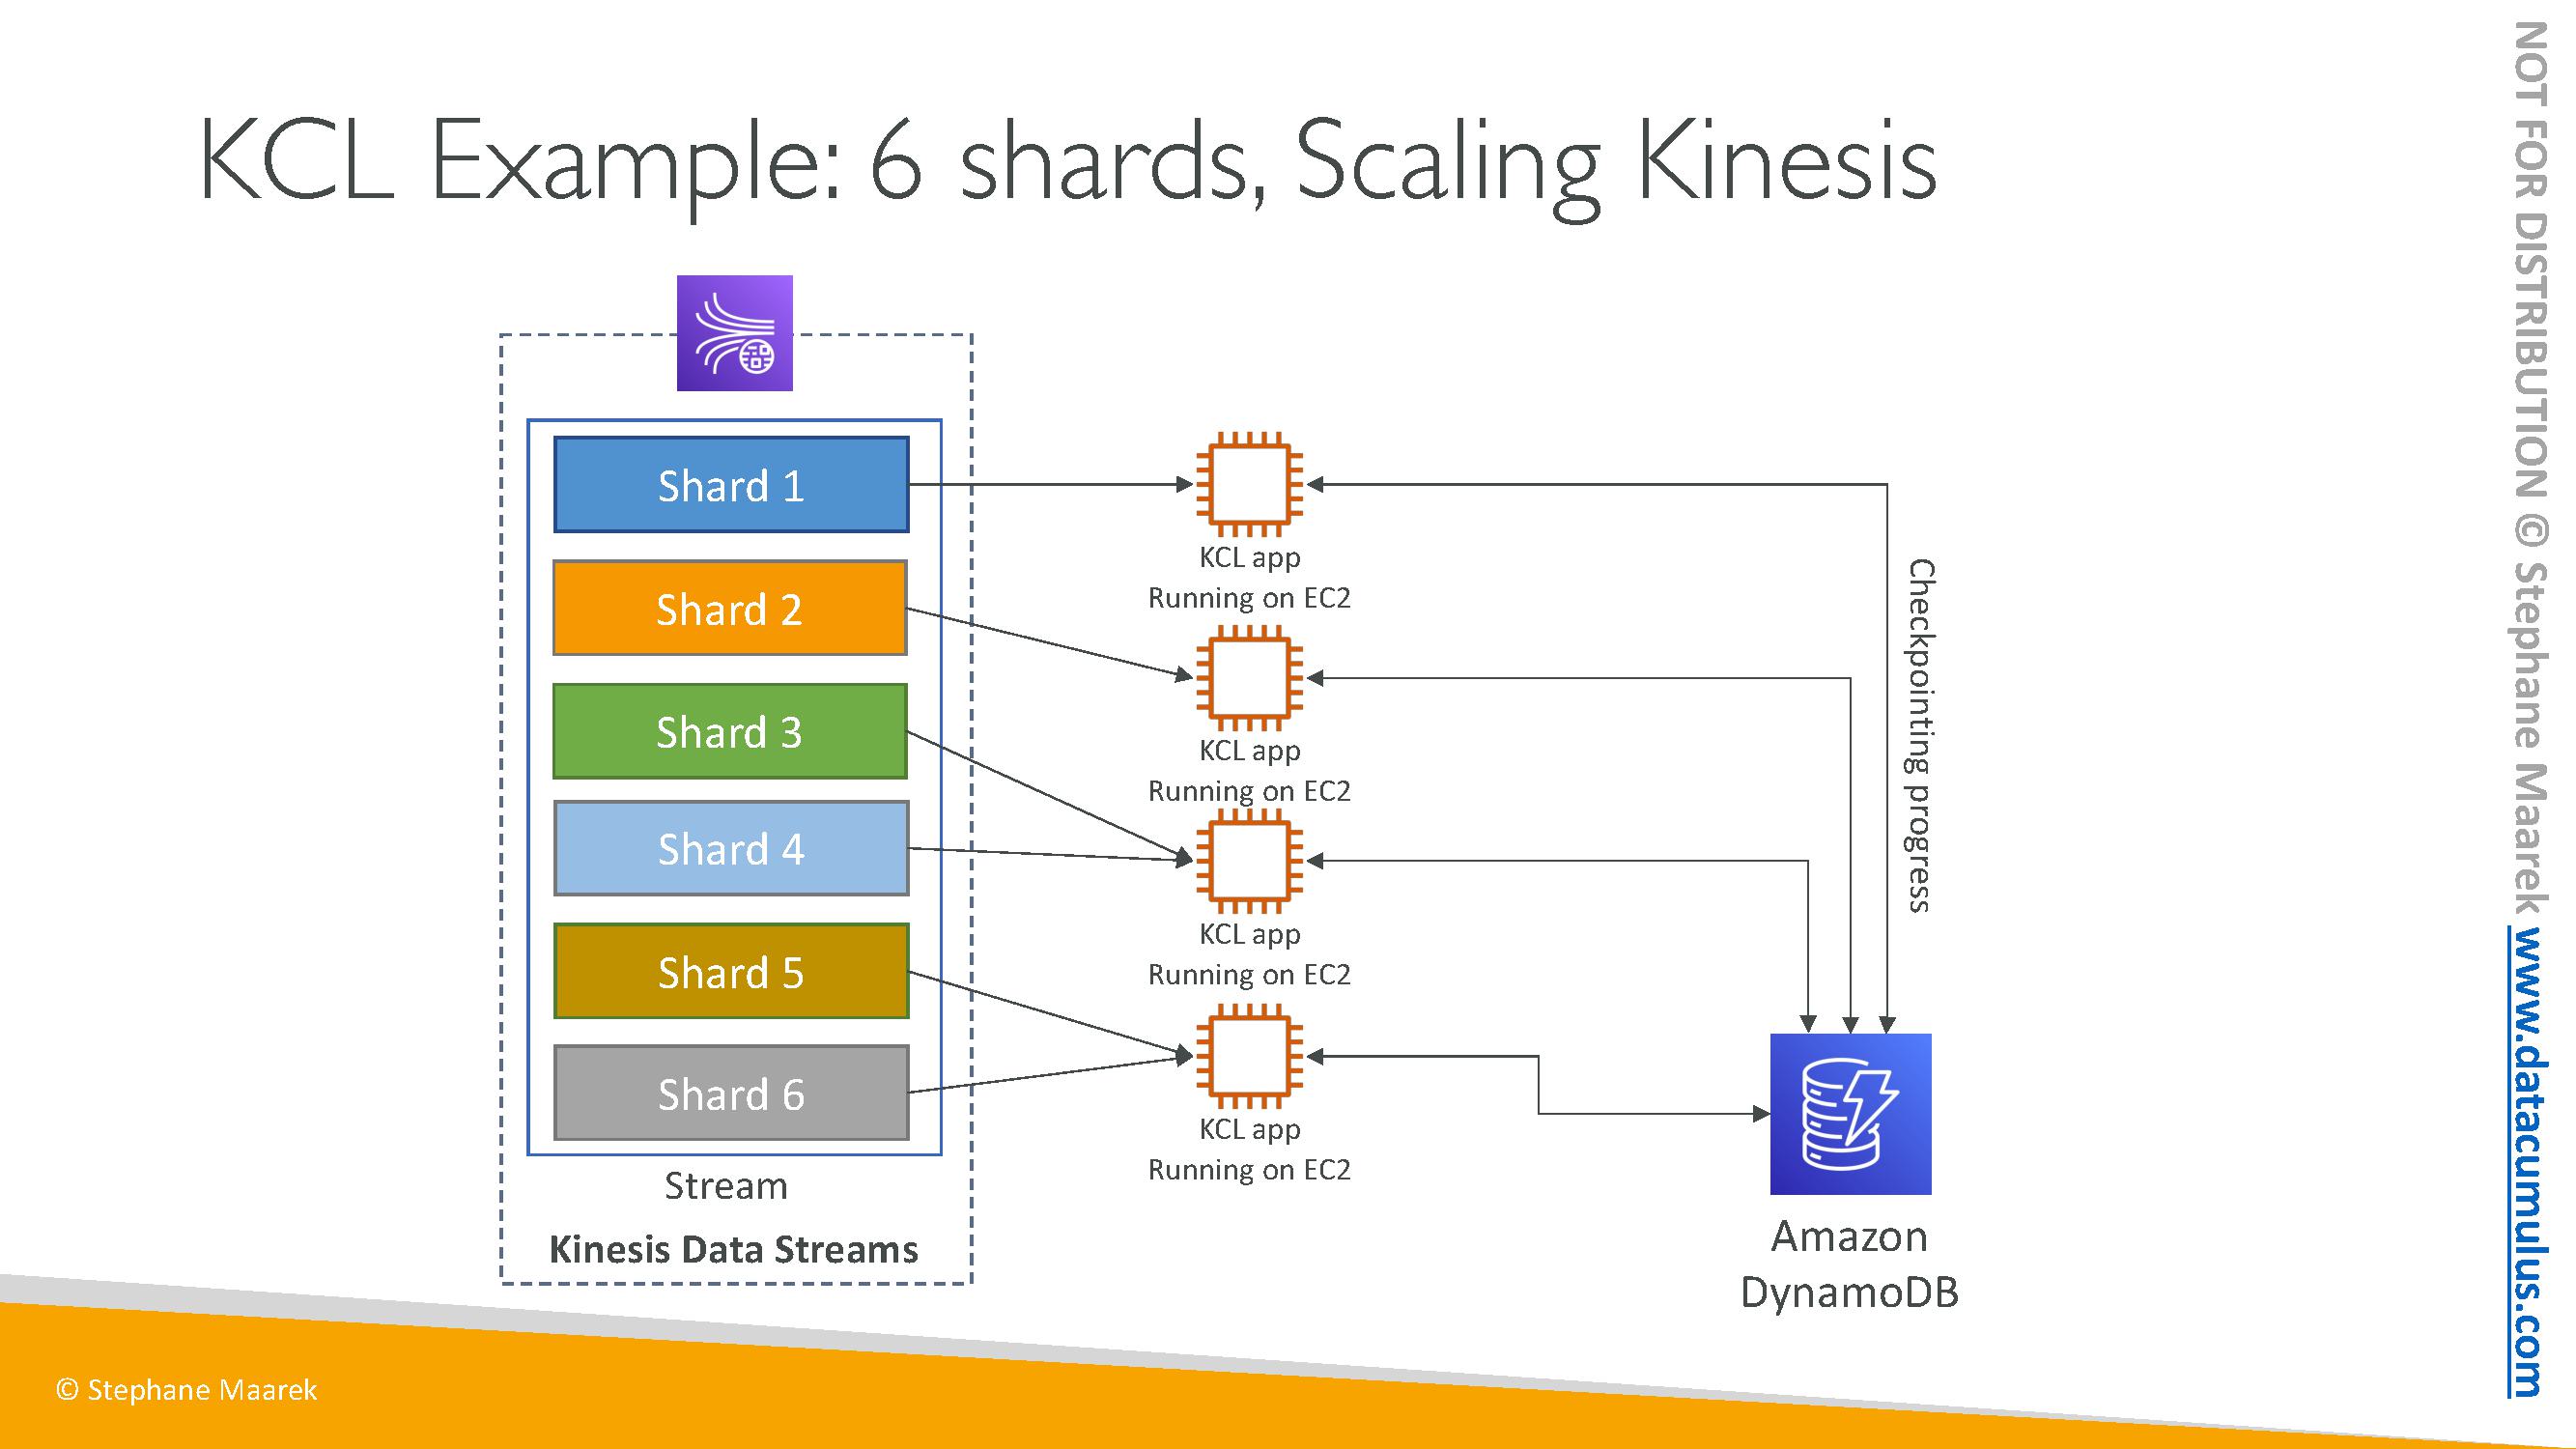 KCL Example: 6 shards, Scaling Kinesis
Shard 1
Shard 2
Shard 3
Shard 4
Shard 5
Shard 6
Stream
Kinesis Data Streams
KCL app
Running on EC2
KCL app
Running on EC2
KCL app
Running on EC2
KCL app
Running on EC2
Checkpointing progress
Amazon
DynamoDB
© Stephane Maarek
NOT FOR DISTRIBUTION © Stephane Maarek www.datacumulus.com